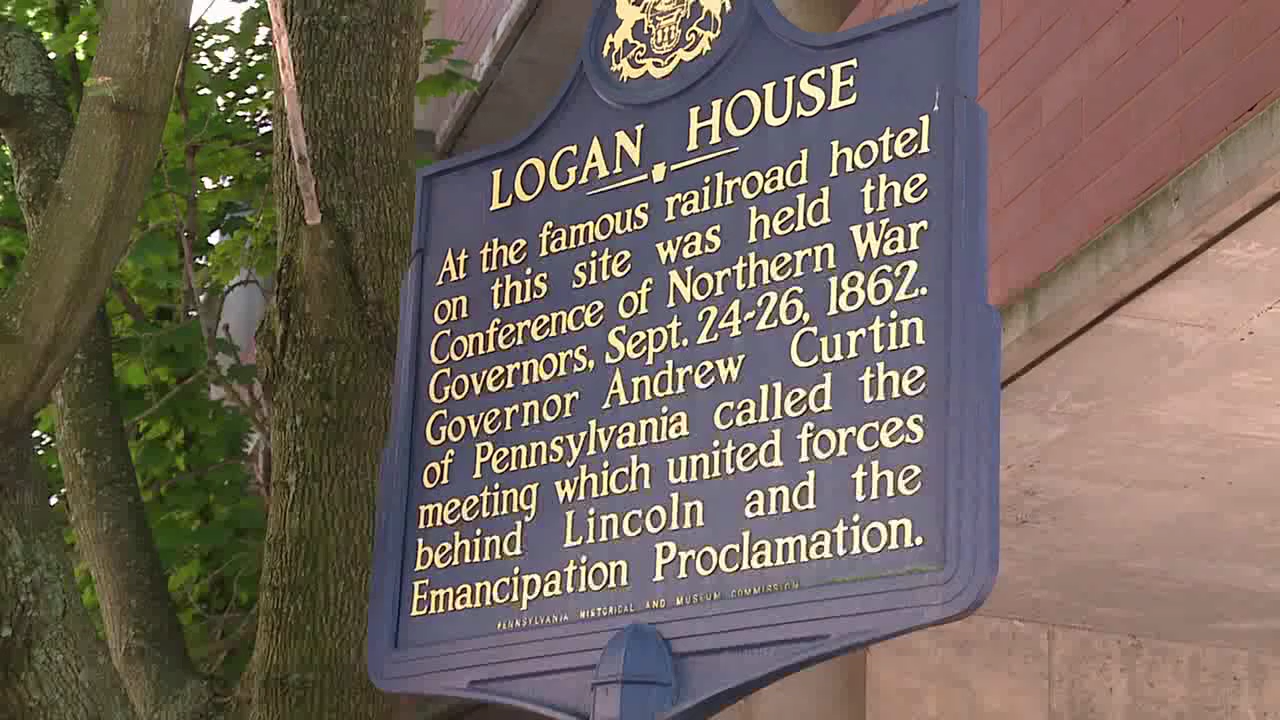 LOGAN HOUSE
At the famous railroad hotel
on this site was held the
Conference of Northern War
Governors, Sept. 24-26, 1862.
Governor Andrew Curtin
of Pennsylvania called the
meeting which united forces
behind Lincoln and the
Emancipation Proclamation.
PENNSYLVANIA HISTORICAL AND MUSEUM COMMISSION